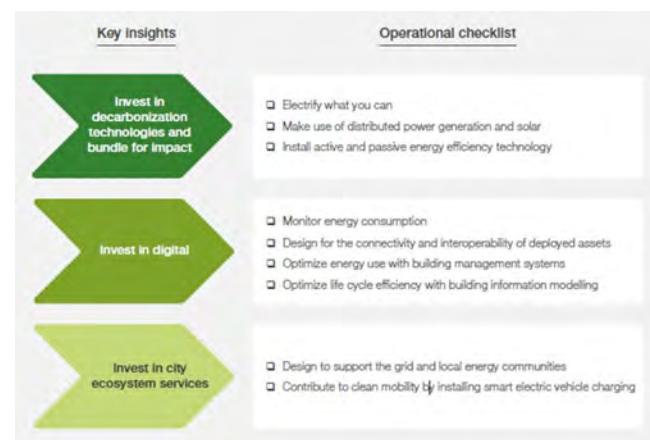 Key insights
Operational checklist
Invest in
decarbonization
technologies and
bundle for impact
❑ Electrify what you can
❑ Make use of distributed power generation and solar
❑ Install active and passive energy efficiency technology
Invest in digital
❑ Monitor energy consumption
❑ Design for the connectivity and interoperability of deployed assets
❑ Optimize energy use with building management systems
❑ Optimize life cycle efficiency with building information modelling
Invest in city
ecosystem services
❑ Design to support the grid and local energy communities
❑ Contribute to clean mobility by installing smart electric vehicle charging